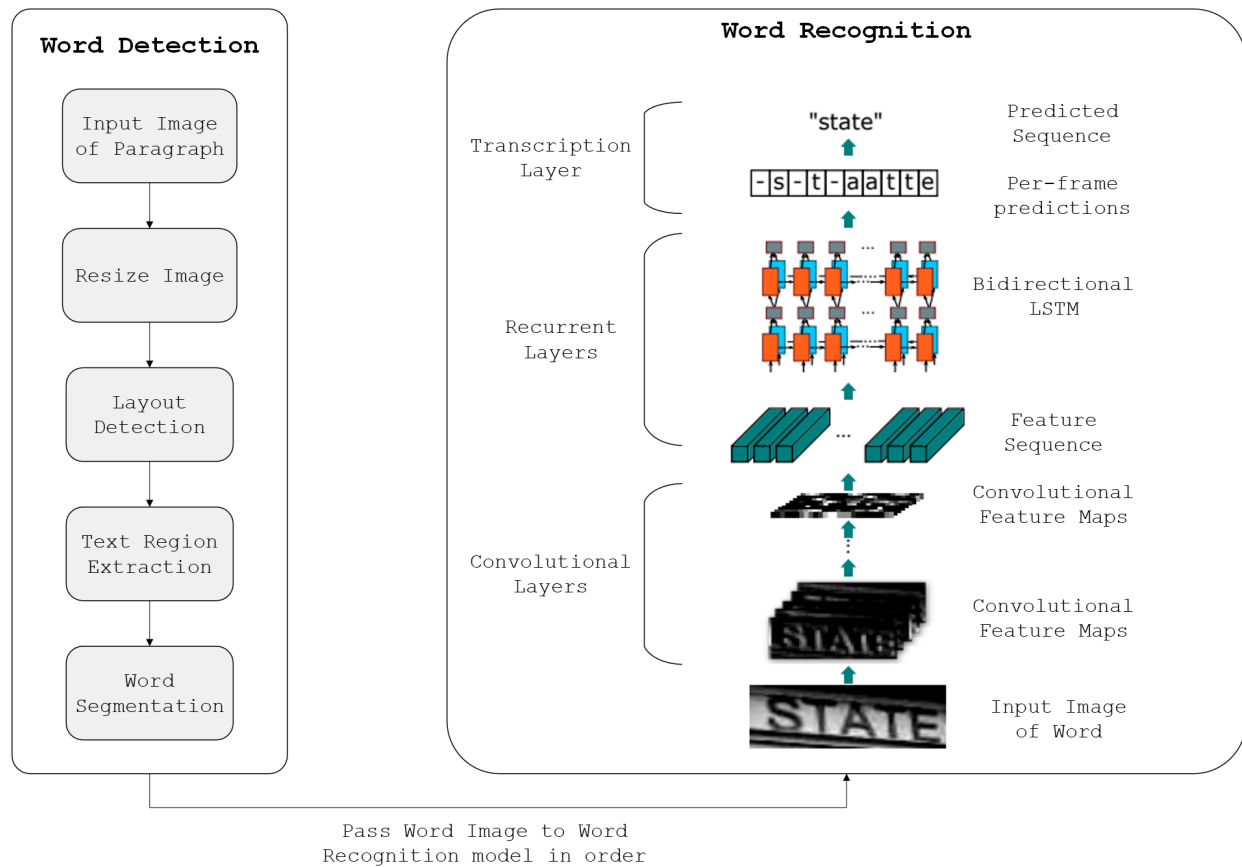 Word Detection
Input Image
of Paragraph
Resize Image
Layout
Detection
Text Region
Extraction
Word
Segmentation
Pass Word Image to Word
Recognition model in order
Word Recognition
Transcription
Layer
"state"
Predicted
Sequence
-s-t-aatte
Per-frame
predictions
Recurrent
Layers
Bidirectional
LSTM
Feature
Sequence
Convolutional
Layers
Convolutional
Feature Maps
STATE
Convolutional
Feature Maps
STATE
Input Image
of Word